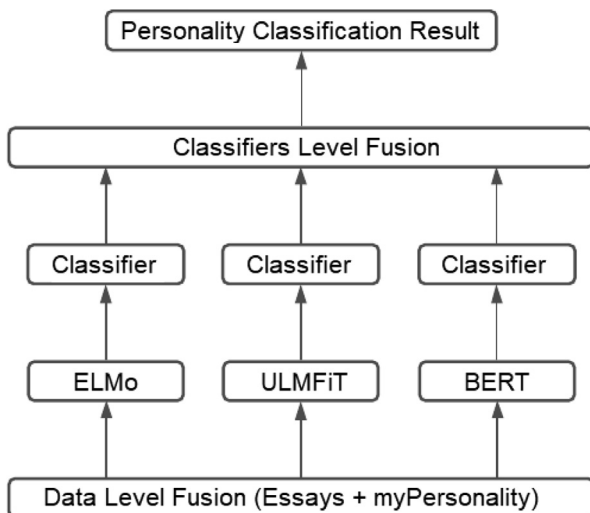 Personality Classification Result
Classifiers Level Fusion
Classifier Classifier Classifier
ELMo ULMFiT BERT
Data Level Fusion (Essays + myPersonality)